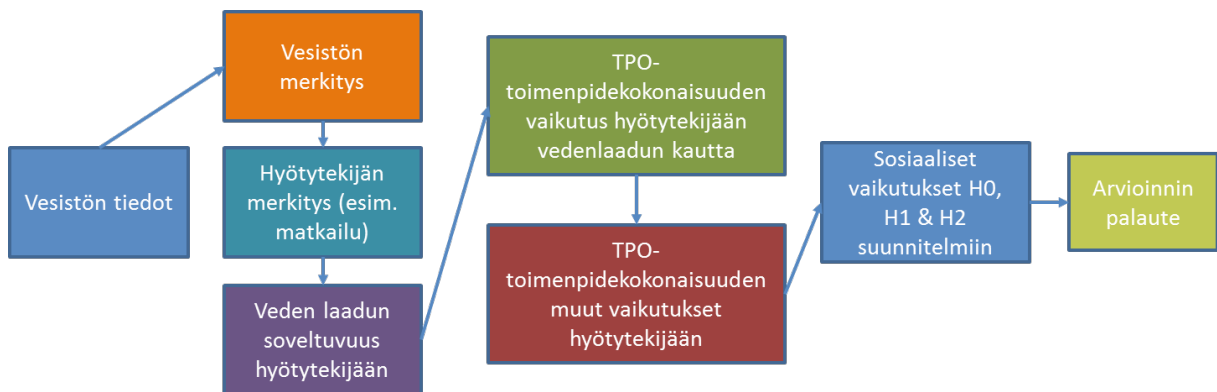 Vesistön tiedot
Vesistön
merkitys
Hyötytekijän
merkitys (esim.
matkailu)
Veden laadun
soveltuvuus
hyötytekijään
TPO-
toimenpidekokonaisuuden
vaikutus hyötytekijään
vedenlaadun kautta
TPO-
toimenpidekokonaisuuden
muut vaikutukset
hyötytekijään
Sosiaaliset
vaikutukset H0,
H1 & H2
suunnitelmiin
Arvioinnin
palaute